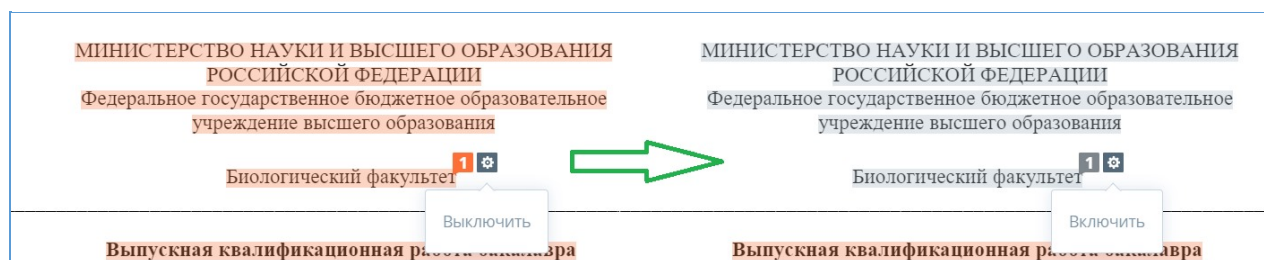 МИНИСТЕРСТВО НАУКИ И ВЫСШЕГО ОБРАЗОВАНИЯ
РОССИЙСКОЙ ФЕДЕРАЦИИ
Федеральное государственное бюджетное образовательное
учреждение высшего образования
1
Биологический факультет
Выключить
Выпускная квалификационная работа бакалавра
МИНИСТЕРСТВО НАУКИ И ВЫСШЕГО ОБРАЗОВАНИЯ
РОССИЙСКОЙ ФЕДЕРАЦИИ
Федеральное государственное бюджетное образовательное
учреждение высшего образования
1
Биологический факультет
Включить
Выпускная квалификационная работа бакалавра